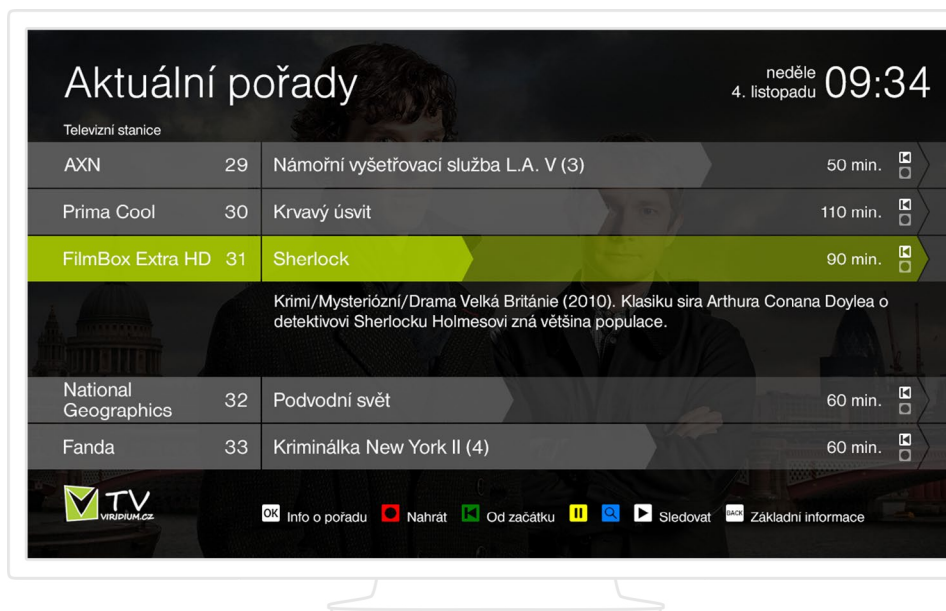 Aktuální pořady
neděle
4. listopadu 09:34
Televizní stanice
AXN 29 Námořní vyšetřovací služba L.A. V (3) 50 min.
Prima Cool 30 Krvavý úsvit 110 min.
FilmBox Extra HD 31 Sherlock 90 min.
Krimi/Mysteriózní/Drama Velká Británie (2010). Klasiku sira Arthura Conana Doylea o
detektivovi Sherlocku Holmesovi zná většina populace.
National
Geographics 32 Podvodní svět 60 min.
Fanda 33 Kriminálka New York II (4) 60 min.
TV
VIRIDIUM.CZ
OK Info o pořadu Nahrát Od začátku Sledovat BACK Základní informace